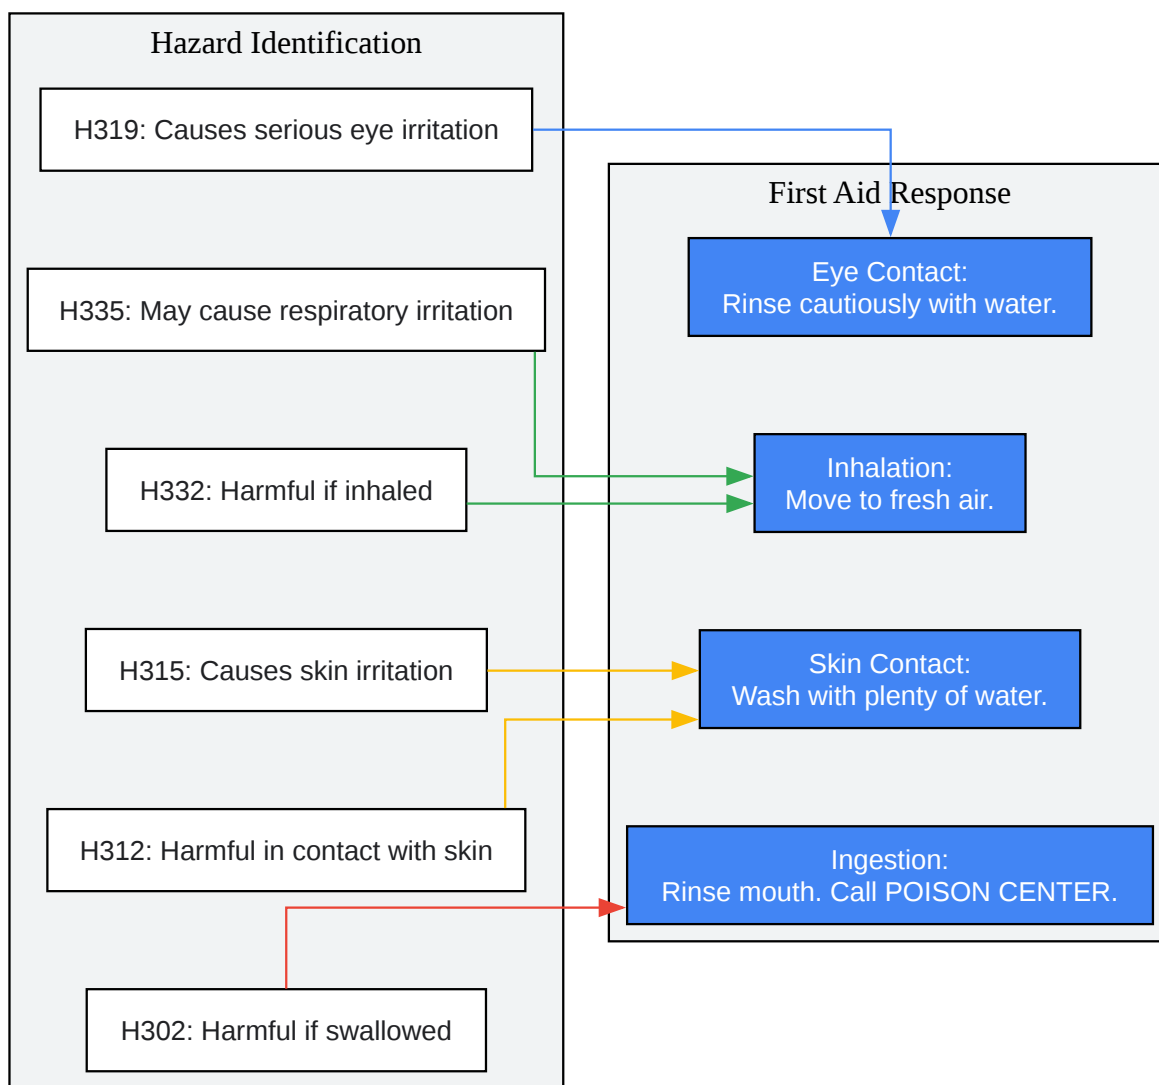 Hazard Identification
H319: Causes serious eye irritation
H335: May cause respiratory irritation
H332: Harmful if inhaled
H315: Causes skin irritation
H312: Harmful in contact with skin
H302: Harmful if swallowed
First Aid Response
Eye Contact:
Rinse cautiously with water.
Inhalation:
Move to fresh air.
Skin Contact:
Wash with plenty of water.
Ingestion:
Rinse mouth. Call POISON CENTER.